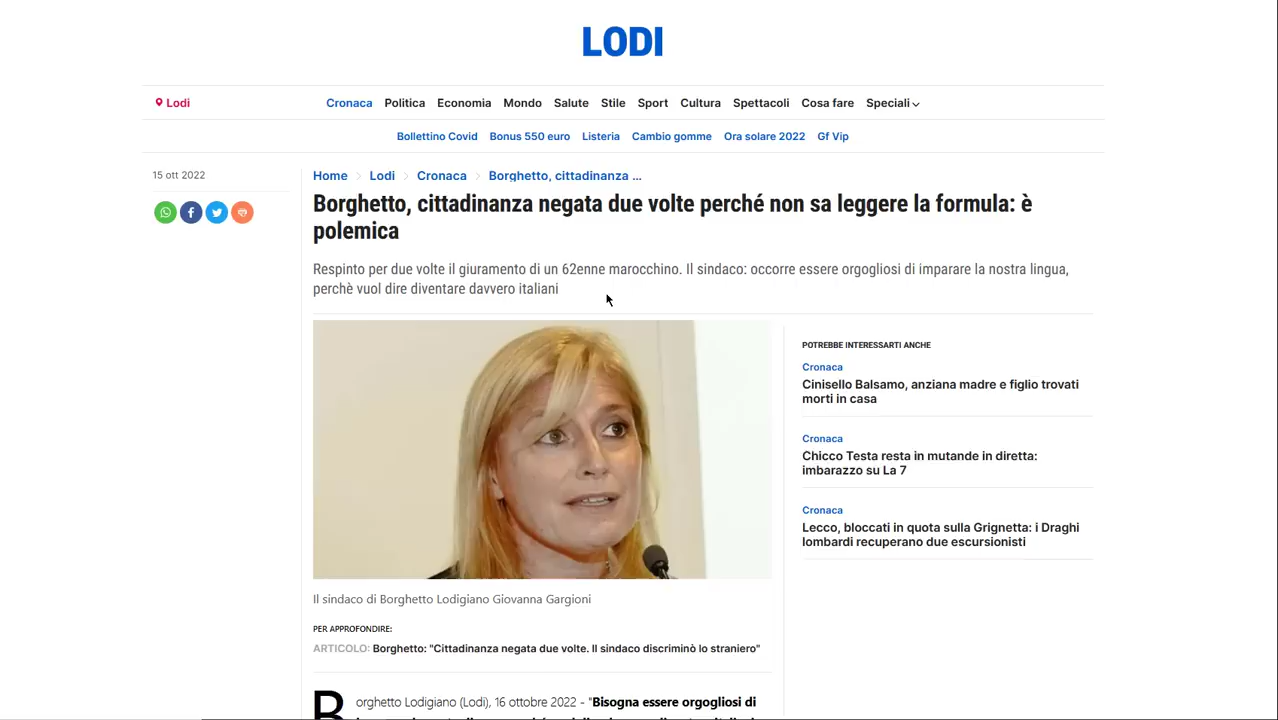 LODI
Lodi
Cronaca Politica Economia Mondo Salute Stile Sport Cultura Spettacoli Cosa fare Speciali
Bollettino Covid Bonus 550 euro Listeria Cambio gomme Ora solare 2022 Gf Vip
15 ott 2022
Home > Lodi > Cronaca > Borghetto, cittadinanza ...
Borghetto, cittadinanza negata due volte perché non sa leggere la formula: è
polemica
Respinto per due volte il giuramento di un 62enne marocchino. Il sindaco: occorre essere orgogliosi di imparare la nostra lingua,
perchè vuol dire diventare davvero italiani
Il sindaco di Borghetto Lodigiano Giovanna Gargioni
PER APPROFONDIRE:
ARTICOLO: Borghetto: "Cittadinanza negata due volte. Il sindaco discriminò lo straniero"
Borghetto Lodigiano (Lodi), 16 ottobre 2022 - "Bisogna essere orgogliosi di
POTREBBE INTERESSARTI ANCHE
Cronaca
Cinisello Balsamo, anziana madre e figlio trovati
morti in casa
Cronaca
Chicco Testa resta in mutande in diretta:
imbarazzo su La 7
Cronaca
Lecco, bloccati in quota sulla Grignetta: i Draghi
lombardi recuperano due escursionisti